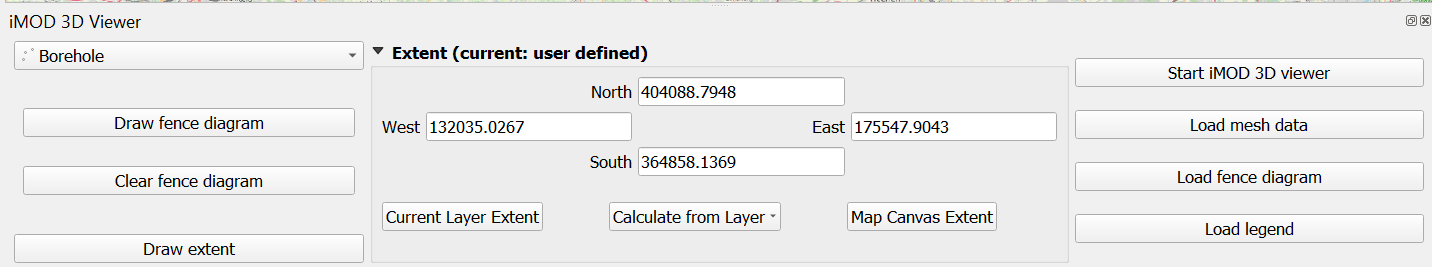 iMOD 3D Viewer
Borehole
Draw fence diagram
Clear fence diagram
Draw extent
Extent (current: user defined)
North 404088.7948
West 132035.0267
East 175547.9043
South 364858.1369
Current Layer Extent
Calculate from Layer
Map Canvas Extent
Start iMOD 3D viewer
Load mesh data
Load fence diagram
Load legend